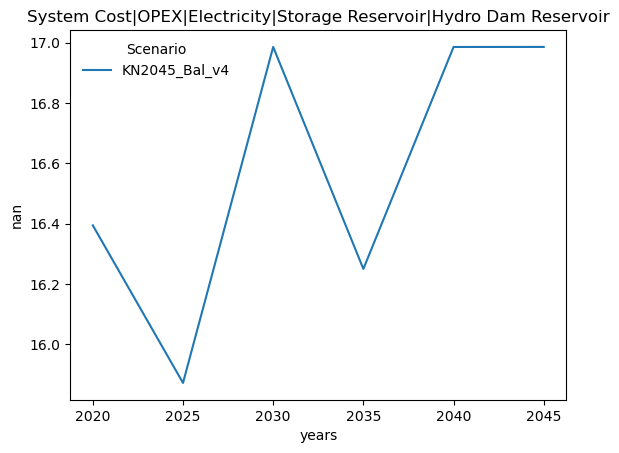 System Cost|OPEX|Electricity|Storage Reservoir|Hydro Dam Reservoir
Scenario
KN2045_Bal_v4
17.0
16.8
16.6
16.4
16.2
16.0
nan
2020 2025 2030 2035 2040 2045
years